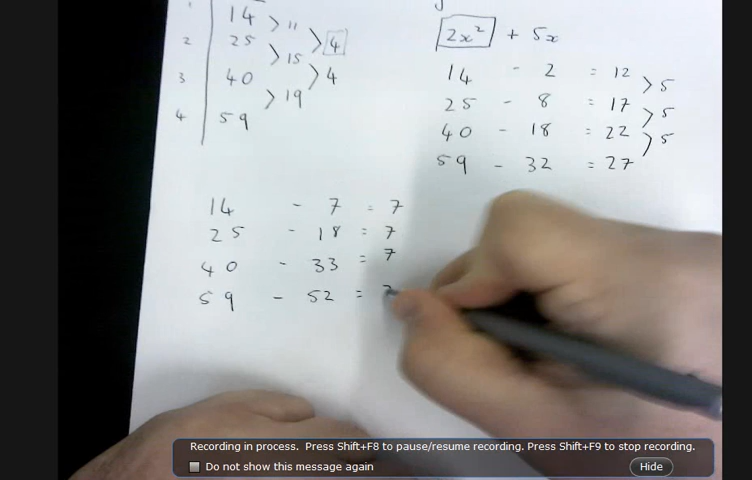 1 | 14 > 11
2 25 > 15 > 4
3 40 > 19 > 4
4 59
2x² + 5x
14 - 2 = 12
25 - 8 = 17 > 5
40 - 18 = 22 > 5
59 - 32 = 27 > 5
14 - 7 = 7
25 - 18 = 7
40 - 33 = 7
59 - 52 =
Recording in process. Press Shift+F8 to pause/resume recording. Press Shift+F9 to stop recording.
Do not show this message again
Hide